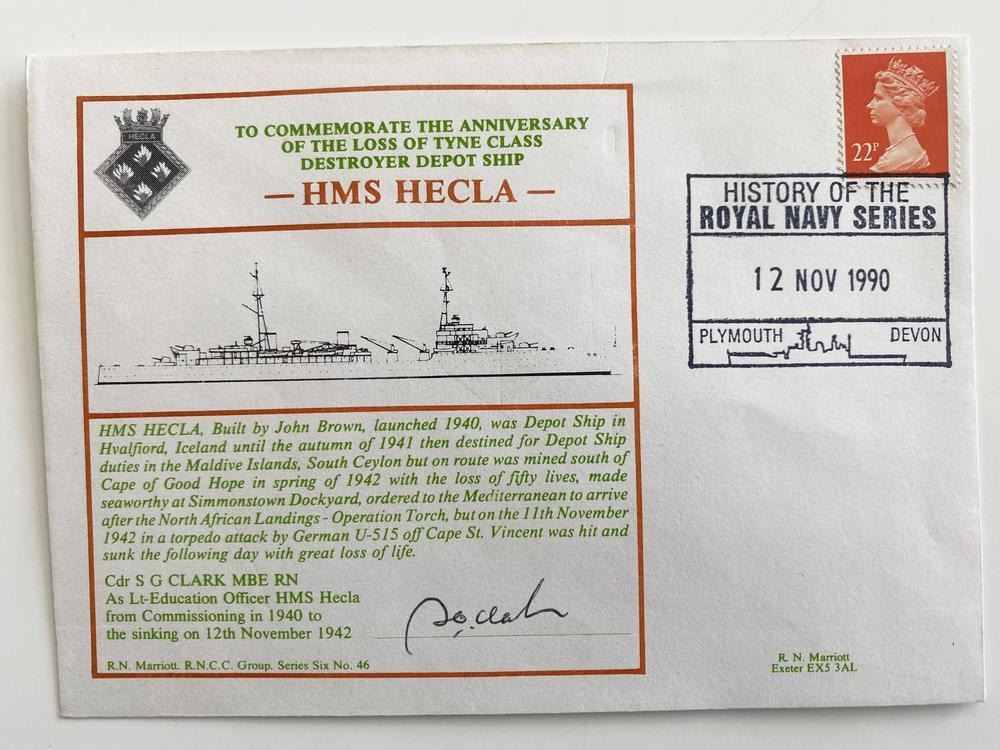 HECLA
TO COMMEMORATE THE ANNIVERSARY
OF THE LOSS OF TYNE CLASS
DESTROYER DEPOT SHIP
— HMS HECLA —
22P
HISTORY OF THE
ROYAL NAVY SERIES
12 NOV 1990
PLYMOUTH DEVON
HMS HECLA, Built by John Brown, launched 1940, was Depot Ship in
Hvalfjord, Iceland until the autumn of 1941 then destined for Depot Ship
duties in the Maldive Islands, South Ceylon but on route was mined south of
Cape of Good Hope in spring of 1942 with the loss of fifty lives, made
seaworthy at Simmonstown Dockyard, ordered to the Mediterranean to arrive
after the North African Landings - Operation Torch, but on the 11th November
1942 in a torpedo attack by German U-515 off Cape St. Vincent was hit and
sunk the following day with great loss of life.
Cdr S G CLARK MBE RN
As Lt-Education Officer HMS Hecla
from Commissioning in 1940 to
the sinking on 12th November 1942
R.N. Marriott. R.N.C.C. Group. Series Six No. 46
R. N. Marriott
Exeter EX5 3AL